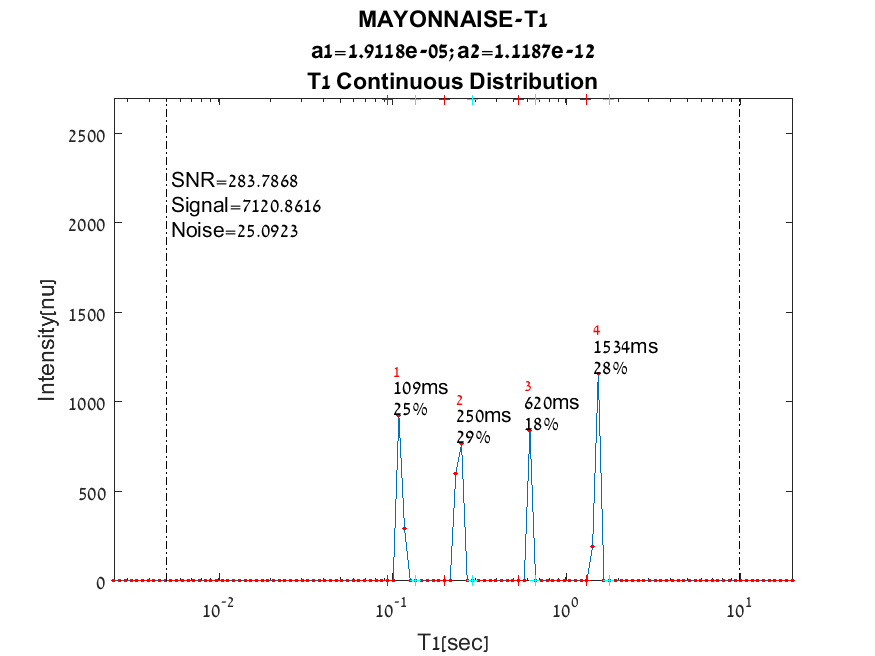 MAYONNAISE-T1
a1=1.9118e-05;a2=1.1187e-12
T1 Continuous Distribution
2500
SNR=283.7868
Signal=7120.8616
2000
Noise=25.0923
Intensity[nu]
1500
4
1534ms
28%
1
109ms
25%
2
250ms
29%
3
620ms
18%
1000
500
0
10^-2
10^-1
10^0
10^1
T1[sec]